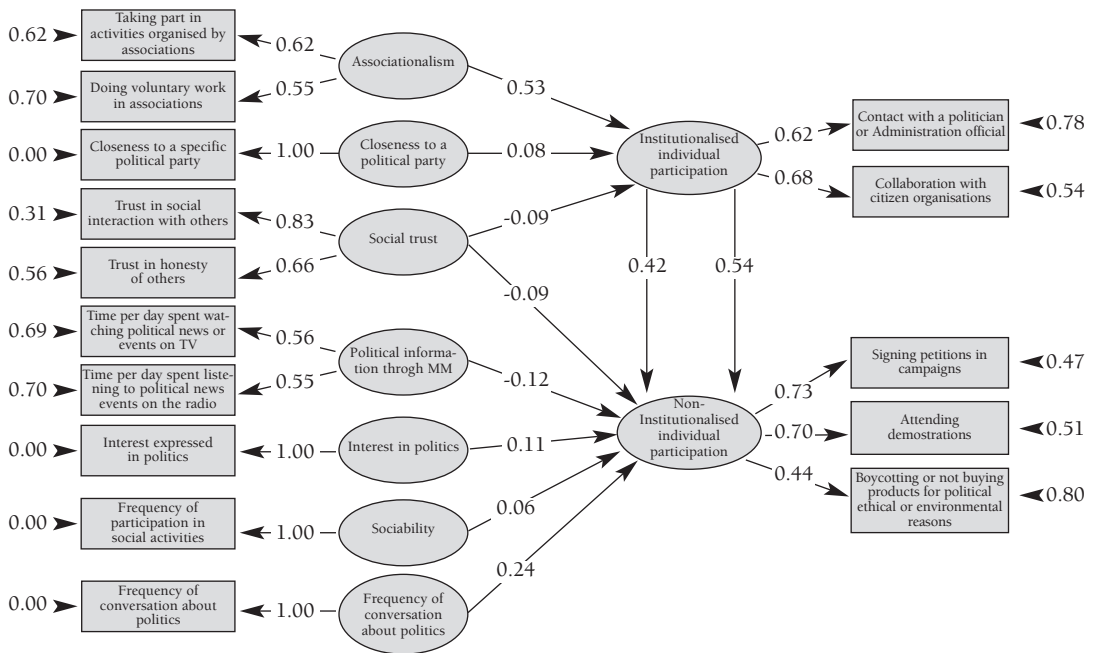 0.62
Taking part in
activities organised by
associations
0.62
Associationalism
0.70
Doing voluntary work
in associations
0.55
0.53
0.00
Closeness to a specific
political party
1.00
Closeness to a
political party
0.08
Institutionalised
individual
participation
0.62
Contact with a politician
or Administration official
0.78
0.68
Collaboration with
citizen organisations
0.54
0.31
Trust in social
interaction with others
0.83
Social trust
-0.09
0.56
Trust in honesty
of others
0.66
-0.09
0.42
0.54
0.69
Time per day spent wat-
ching political news or
events on TV
0.56
Political informa-
tion throgh MM
-0.12
0.70
Time per day spent liste-
ning to political news
events on the radio
0.55
Non-
Institutionalised
individual
participation
0.73
Signing petitions in
campaigns
0.47
0.70
Attending
demostrations
0.51
0.44
Boycotting or not buying
products for political
ethical or environmental
reasons
0.80
0.00
Interest expressed
in politics
1.00
Interest in politics
0.11
0.00
Frequency of
participation in
social activities
1.00
Sociability
0.06
0.00
Frequency of
conversation about
politics
1.00
Frequency of
conversation
about politics
0.24